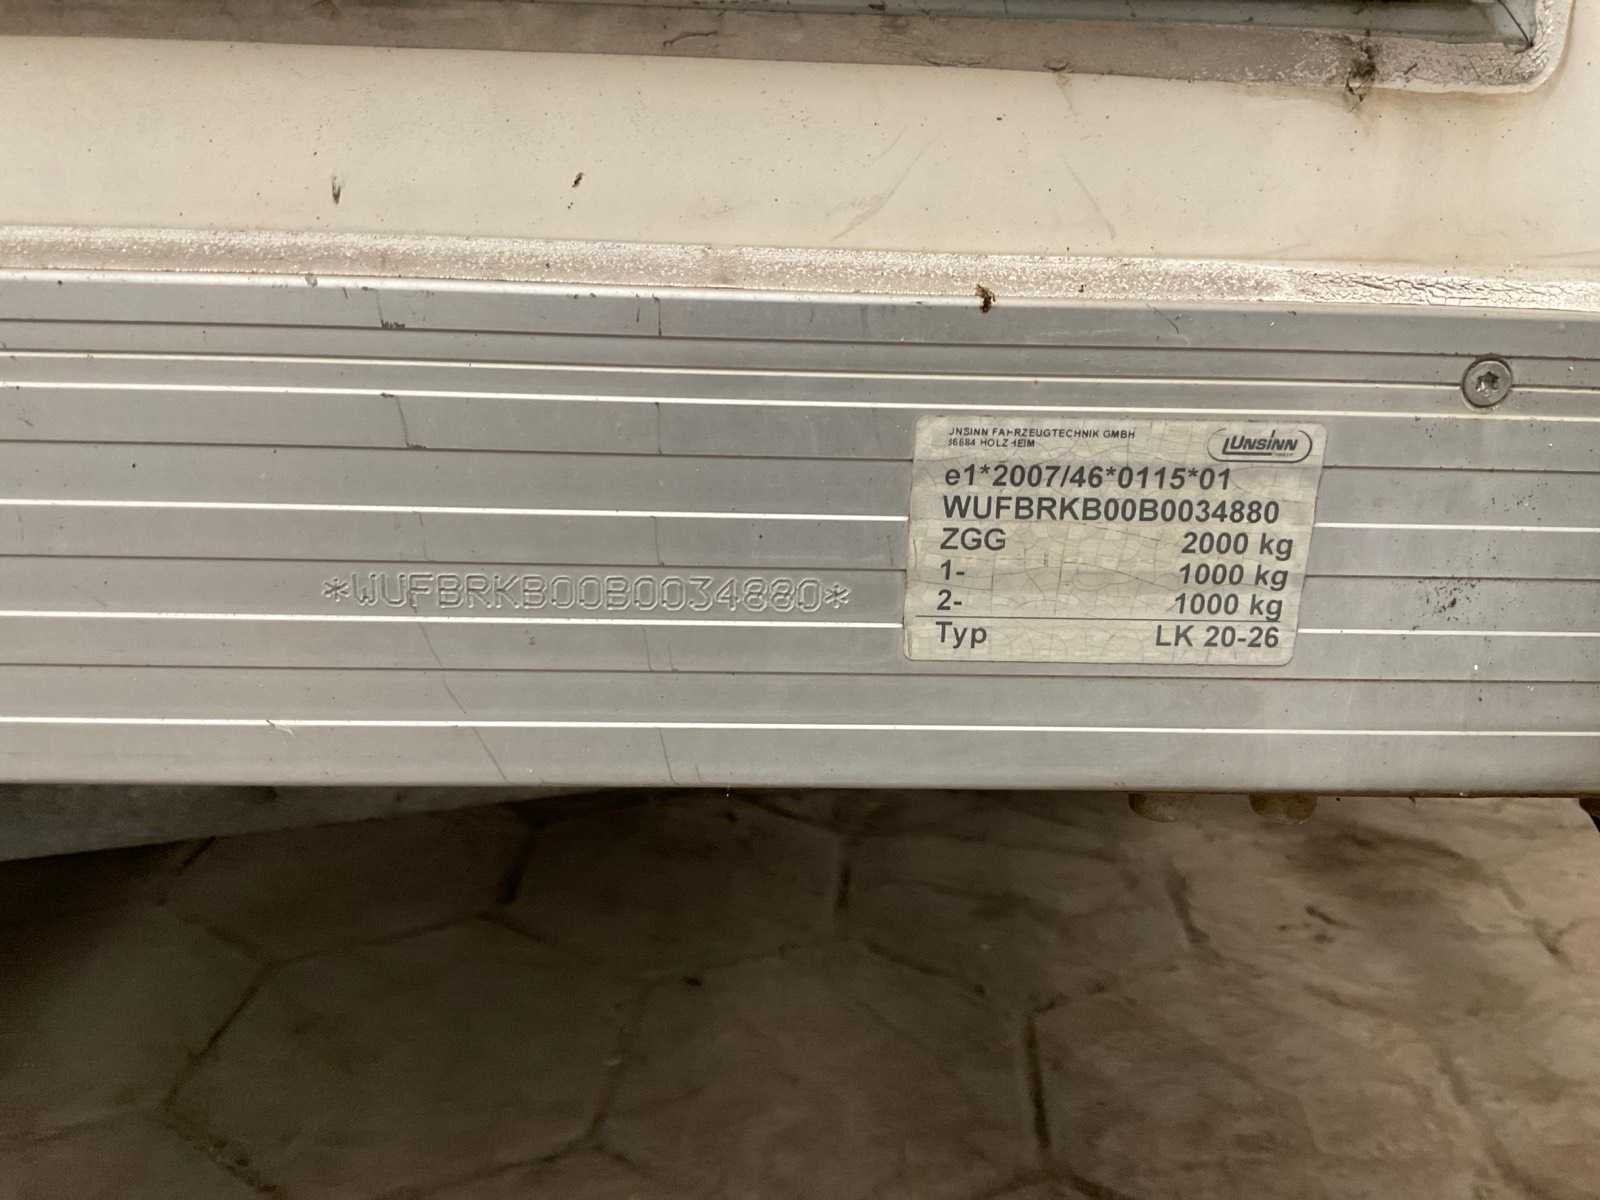 UNSINN FAHRZEUGTECHNIK GMBH
86684 HOLZHEIM
UNSINN
e1*2007/46*0115*01
WUFBRKB00B0034880
ZGG 2000 kg
1- 1000 kg
2- 1000 kg
Typ LK 20-26
*WUFBRKB00B0034880*